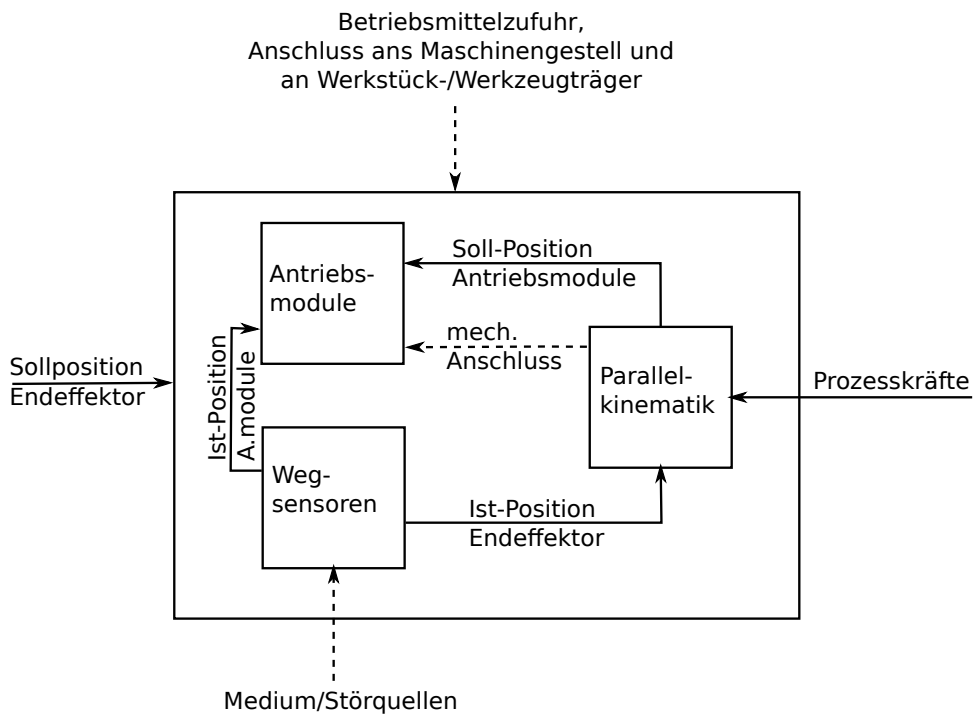 Betriebsmittelzufuhr,
Anschluss ans Maschinengestell und
an Werkstück-/Werkzeugträger
Antriebs-
module
Soll-Position
Antriebsmodule
mech.
Anschluss
Sollposition
Endeffektor
Ist-Position
A.module
Parallel-
kinematik
Prozesskräfte
Weg-
sensoren
Ist-Position
Endeffektor
Medium/Störquellen